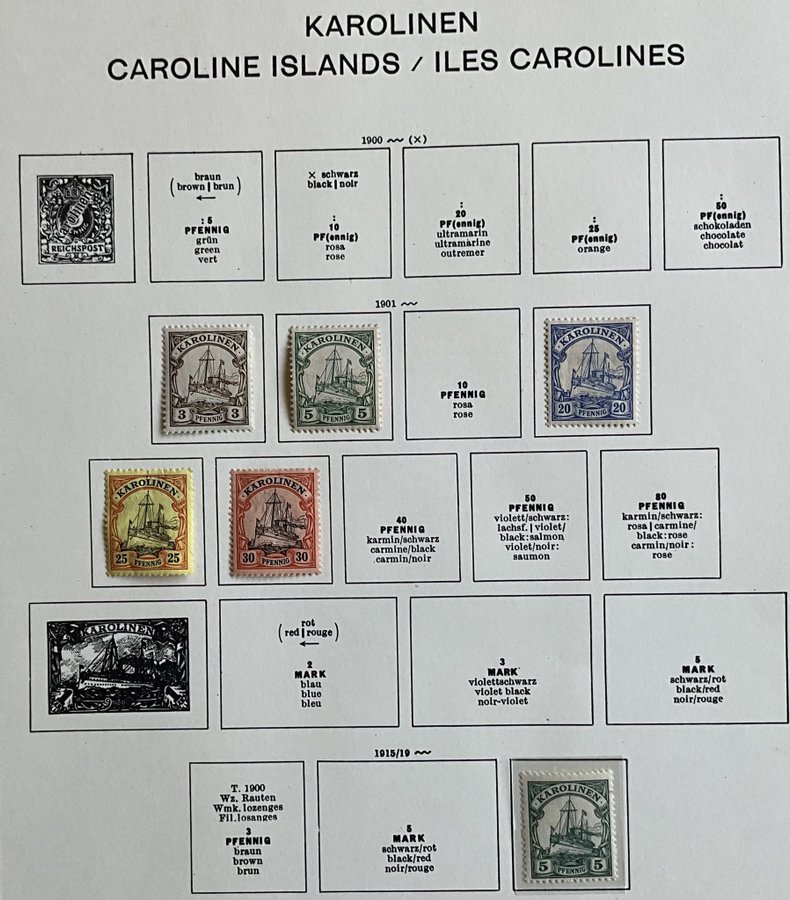 KAROLINEN
CAROLINE ISLANDS / ILES CAROLINES
1900 ~~ (X)
REICHSPOST
braun
(brown | brun)
←
: 5
PFENNIG
grün
green
vert
X schwarz
black | noir
:
10
PF(ennig)
rosa
rose
:
20
PF(ennig)
ultramarin
ultramàrine
outremer
:
25
PF(ennig)
orange
:
50
PF(ennig)
schokoladen
chocolate
chocolat
1901 ~~
KAROLINEN
3 PFENNIG 3
KAROLINEN
5 PFENNIG 5
10
PFENNIG
rosa
rose
KAROLINEN
20 PFENNIG 20
KAROLINEN
25 PFENNIG 25
KAROLINEN
30 PFENNIG 30
40
PFENNIG
karmin/schwarz
carmine/black
carmin/noir
50
PFENNIG
violett/schwarz:
lachsf. | violet/
black:salmon
violet/noir:
saumon
80
PFENNIG
karmin/schwarz:
rosa | carmine/
black:rose
carmin/noir:
rose
KAROLINEN
rot
(red | rouge)
←
2
MARK
blau
blue
bleu
3
MARK
violettschwarz
violet black
noir-violet
5
MARK
schwarz/rot
black/red
noir/rouge
1915/19 ~~
T. 1900
Wz. Rauten
Wmk. lozenges
Fil. losanges
3
PFENNIG
braun
brown
brun
5
MARK
schwarz/rot
black/red
noir/rouge
KAROLINEN
5 PFENNIG 5